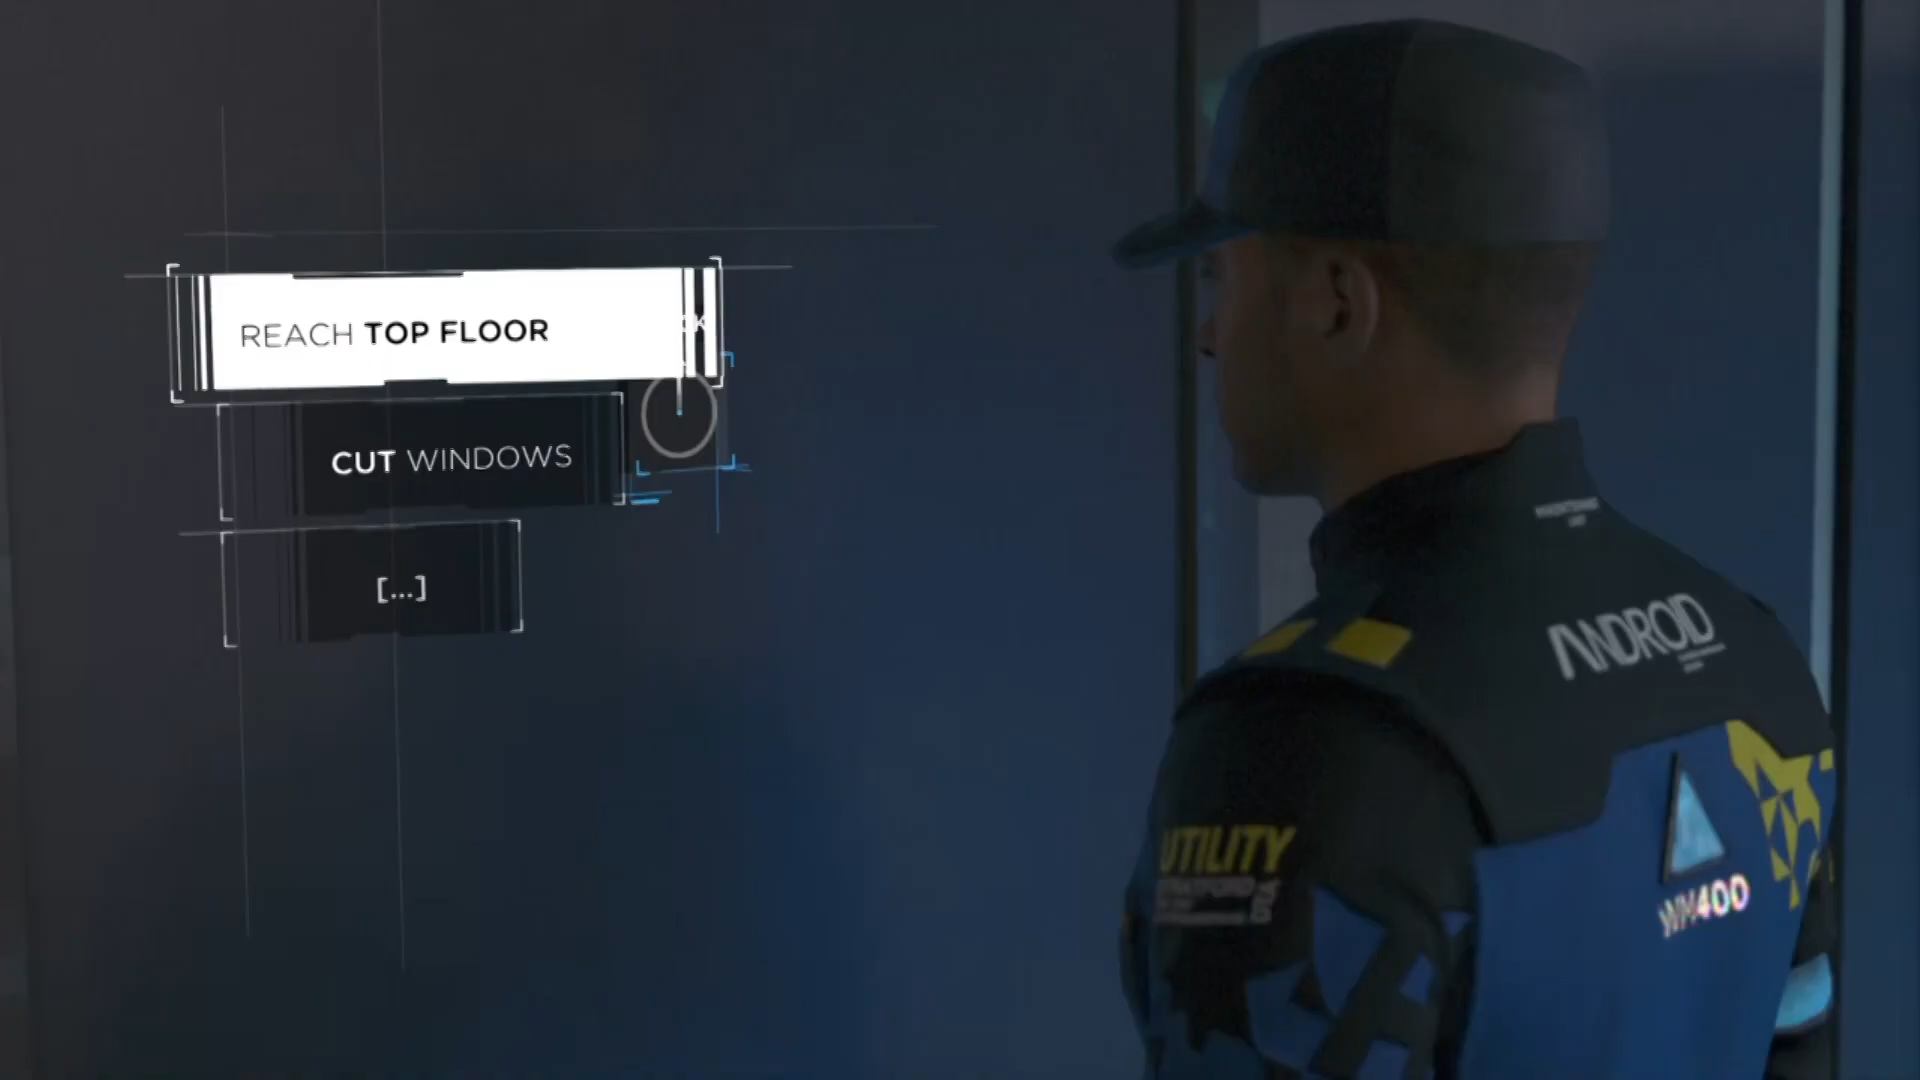 REACH TOP FLOOR
CUT WINDOWS
[...]
ANDROID
UTILITY
WM400